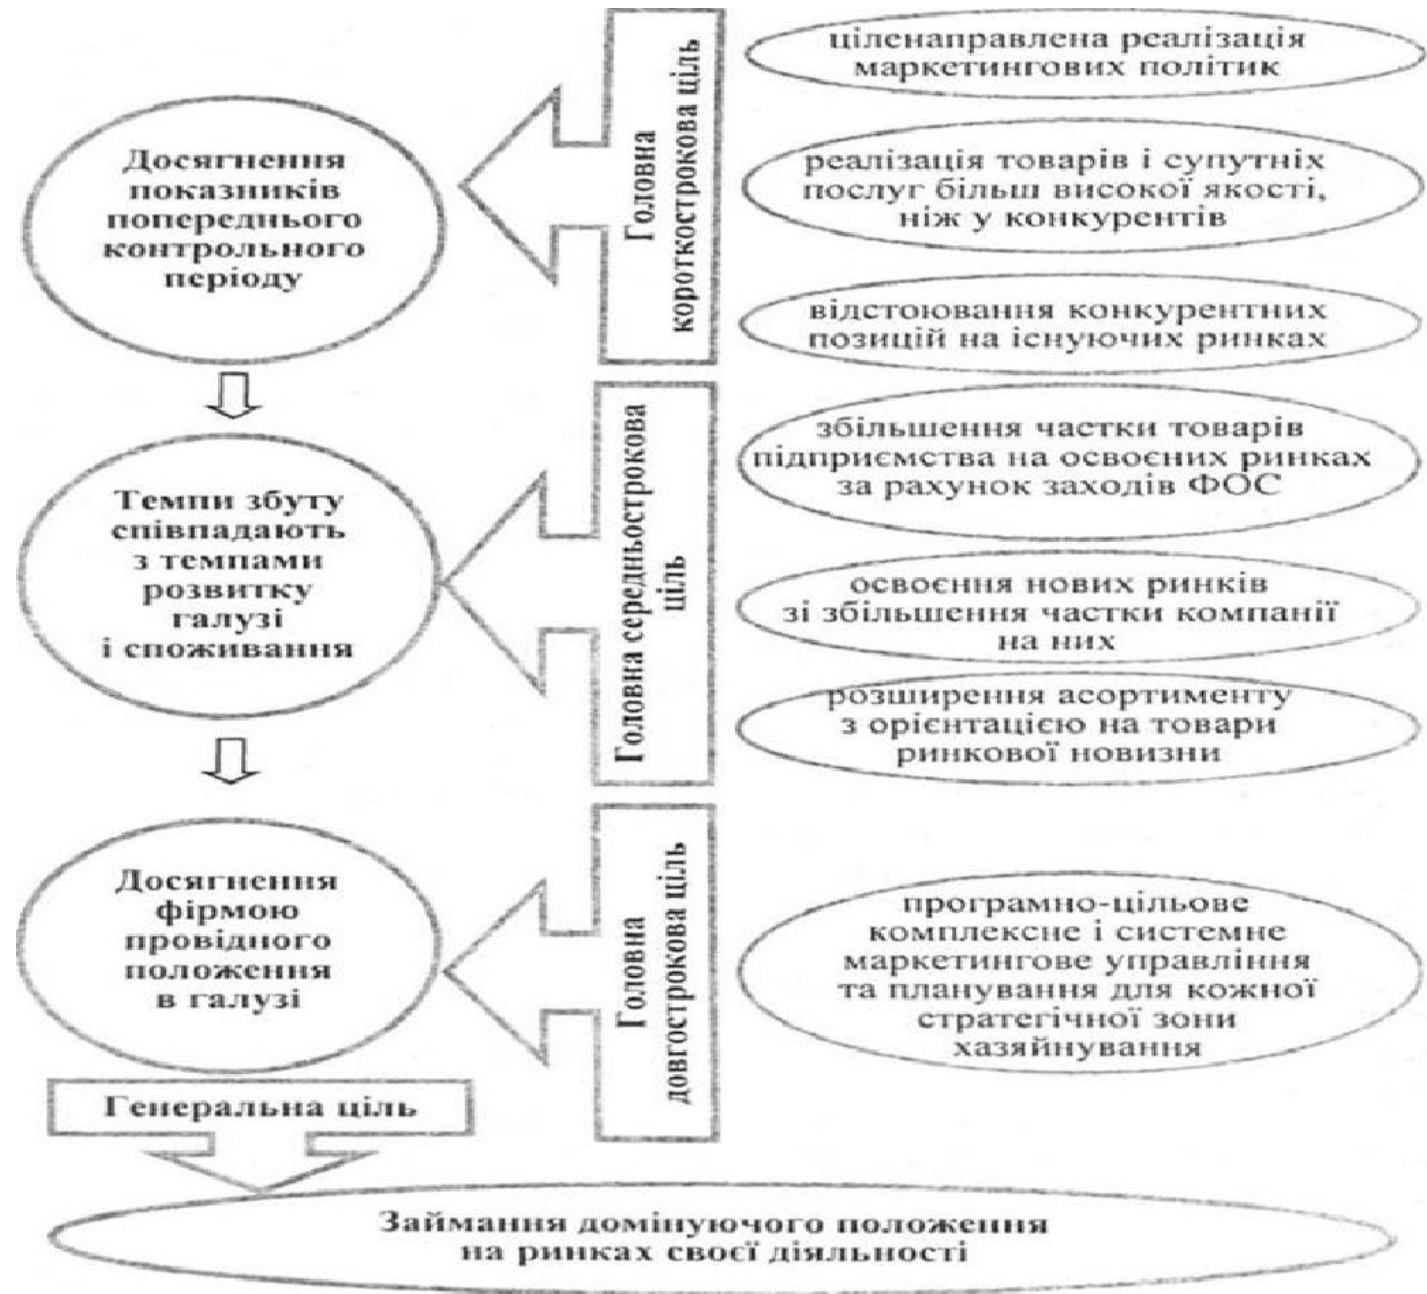 Досягнення
показників
попереднього
контрольного
періоду
Головна
короткострокова ціль
ціленаправлена реалізація
маркетингових політик
реалізація товарів і супутніх
послуг більш високої якості,
ніж у конкурентів
відстоювання конкурентних
позицій на існуючих ринках
Темпи збуту
співпадають
з темпами
розвитку
галузі
і споживання
Головна середньострокова
ціль
збільшення частки товарів
підприємства на освоєних ринках
за рахунок заходів ФОС
освоєння нових ринків
зі збільшення частки компанії
на них
розширення асортименту
з орієнтацією на товари
ринкової новизни
Досягнення
фірмою
провідного
положення
в галузі
Головна
довгострокова ціль
програмно-цільове
комплексне і системне
маркетингове управління
та планування для кожної
стратегічної зони
хазяйнування
Генеральна ціль
Займання домінуючого положення
на ринках своєї діяльності